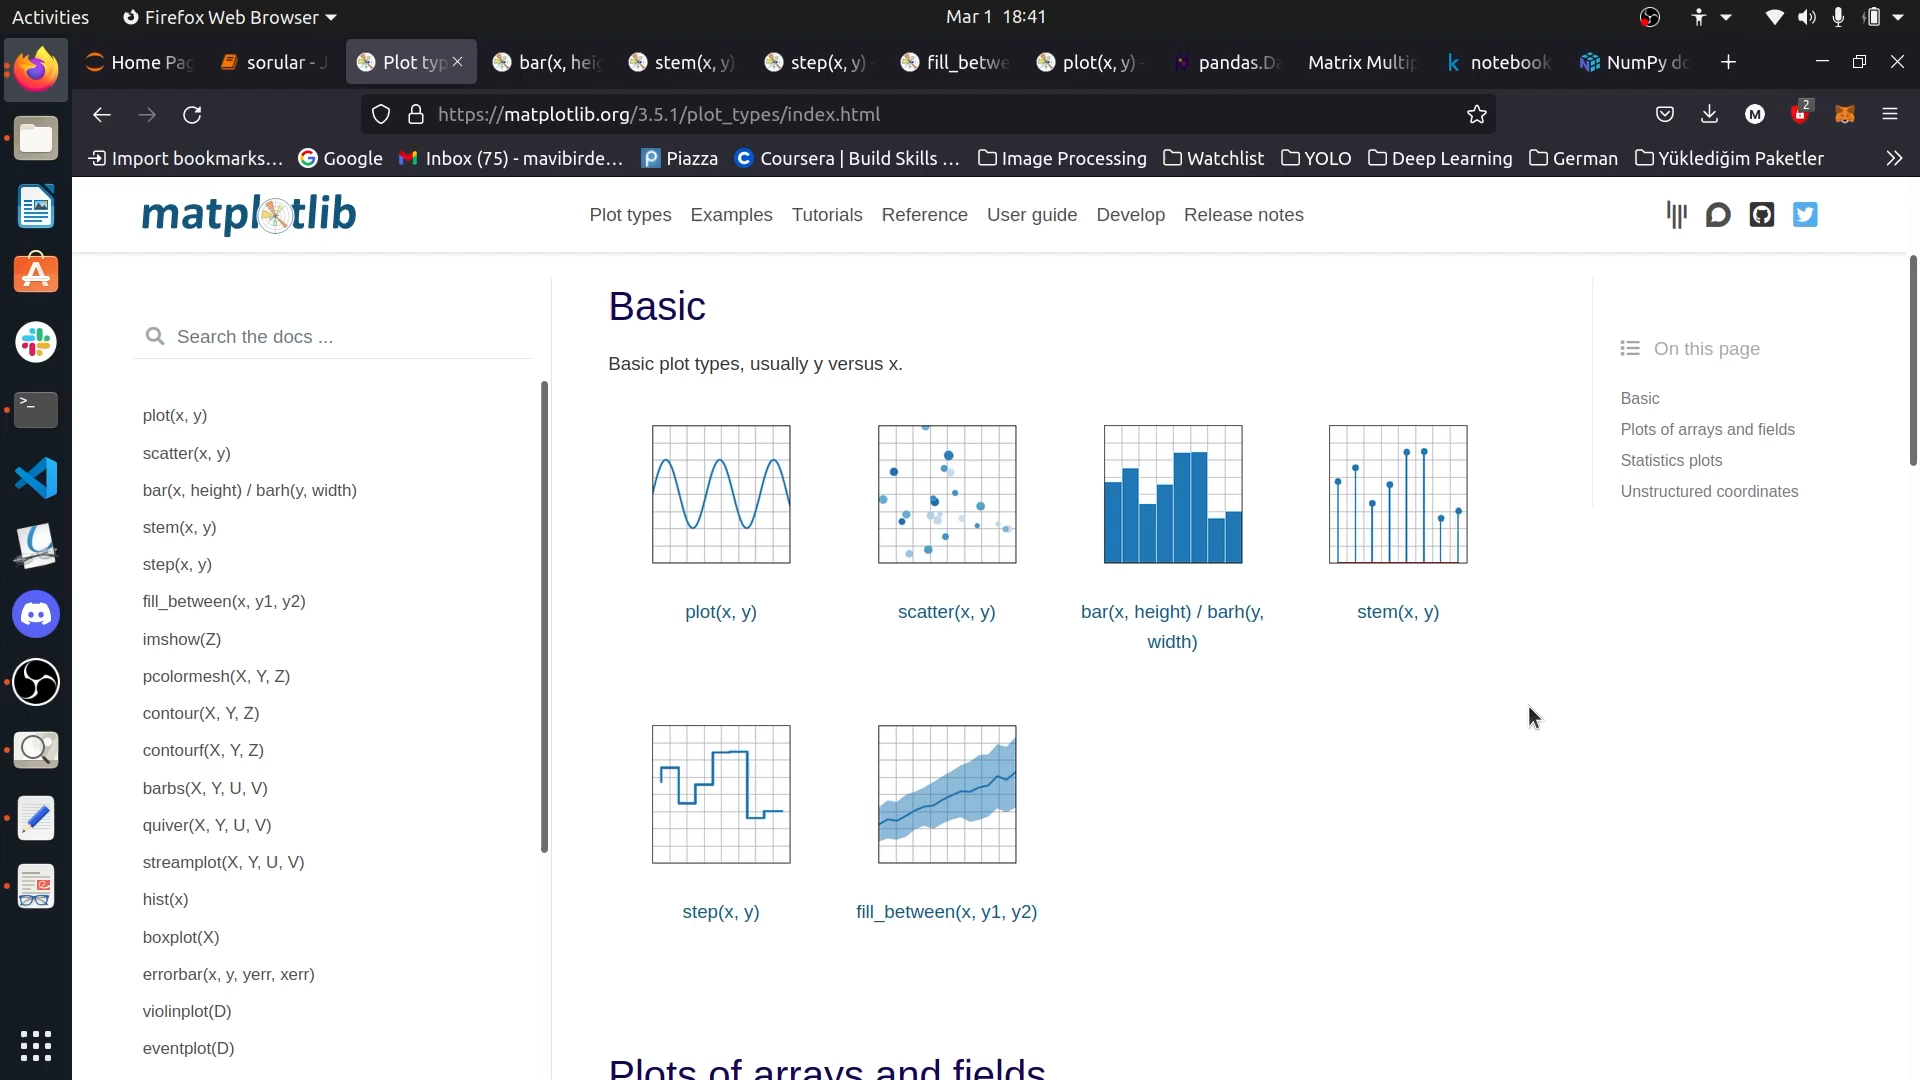 Activities
Firefox Web Browser
Mar 1 18:41
Home Pag
sorular - J
Plot typ
bar(x, heig
stem(x, y)
step(x, y) -
fill_betwe
plot(x, y) -
pandas.Da
Matrix Multip
notebook
NumPy do
https://matplotlib.org/3.5.1/plot_types/index.html
M
2
Import bookmarks...
Google
Inbox (75) - mavibirde...
Piazza
Coursera | Build Skills ...
Image Processing
Watchlist
YOLO
Deep Learning
German
Yüklediğim Paketler
matplotlib
Plot types
Examples
Tutorials
Reference
User guide
Develop
Release notes
Search the docs ...
plot(x, y)
scatter(x, y)
bar(x, height) / barh(y, width)
stem(x, y)
step(x, y)
fill_between(x, y1, y2)
imshow(Z)
pcolormesh(X, Y, Z)
contour(X, Y, Z)
contourf(X, Y, Z)
barbs(X, Y, U, V)
quiver(X, Y, U, V)
streamplot(X, Y, U, V)
hist(x)
boxplot(X)
errorbar(x, y, yerr, xerr)
violinplot(D)
eventplot(D)
Basic
Basic plot types, usually y versus x.
plot(x, y)
scatter(x, y)
bar(x, height) / barh(y,
width)
stem(x, y)
step(x, y)
fill_between(x, y1, y2)
Plots of arrays and fields
On this page
Basic
Plots of arrays and fields
Statistics plots
Unstructured coordinates